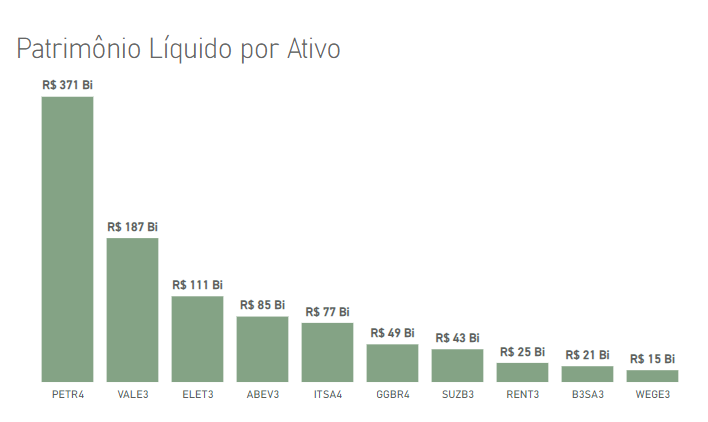 Patrimônio Líquido por Ativo
R$ 371 Bi
R$ 187 Bi
R$ 111 Bi
R$ 85 Bi
R$ 77 Bi
R$ 49 Bi
R$ 43 Bi
R$ 25 Bi
R$ 21 Bi
R$ 15 Bi
PETR4 VALE3 ELET3 ABEV3 ITSA4 GGBR4 SUZB3 RENT3 B3SA3 WEGE3